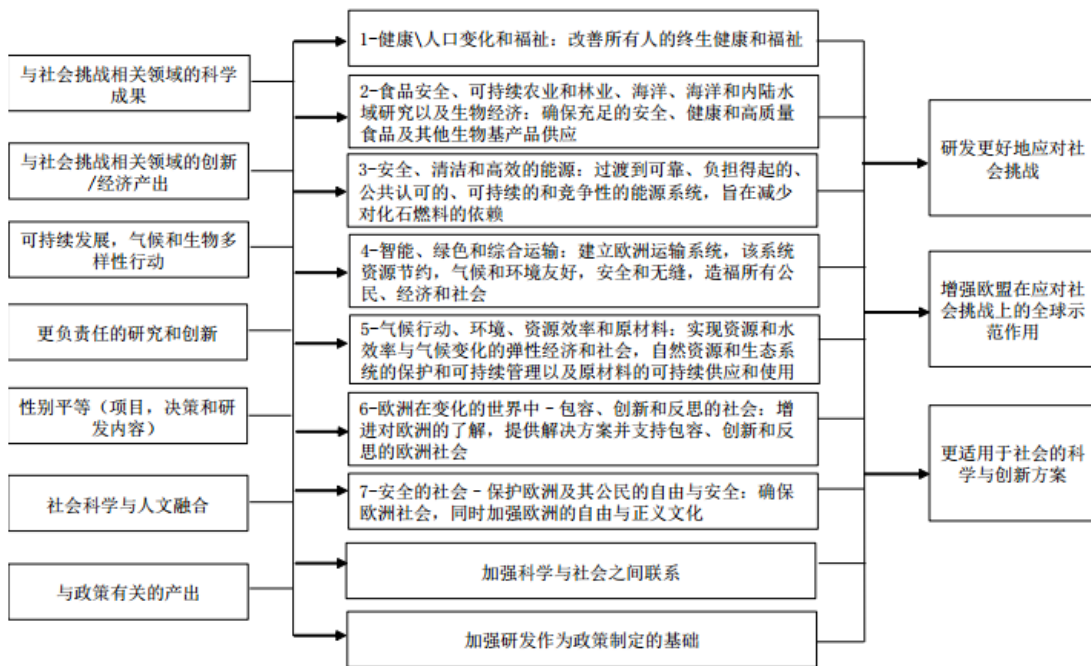 与社会挑战相关领域的科学
成果
与社会挑战相关领域的创新
/经济产出
可持续发展，气候和生物多
样性行动
更负责任的研究和创新
性别平等（项目，决策和研
发内容）
社会科学与人文融合
与政策有关的产出
1-健康\人口变化和福祉：改善所有人的终生健康和福祉
2-食品安全、可持续农业和林业、海洋、海洋和内陆水
域研究以及生物经济：确保充足的安全、健康和高质量
食品及其他生物基产品供应
3-安全、清洁和高效的能源：过渡到可靠、负担得起的、
公共认可的、可持续的和竞争性的能源系统，旨在减少
对化石燃料的依赖
4-智能、绿色和综合运输：建立欧洲运输系统，该系统
资源节约，气候和环境友好，安全和无缝，造福所有公
民、经济和社会
5-气候行动、环境、资源效率和原材料：实现资源和水
效率与气候变化的弹性经济和社会，自然资源和生态系
统的保护和可持续管理以及原材料的可持续供应和使用
6-欧洲在变化的世界中–包容、创新和反思的社会：增
进对欧洲的了解，提供解决方案并支持包容、创新和反
思的欧洲社会
7-安全的社会–保护欧洲及其公民的自由与安全：确保
欧洲社会，同时加强欧洲的自由与正义文化
加强科学与社会之间联系
加强研发作为政策制定的基础
研发更好地应对社
会挑战
增强欧盟在应对社
会挑战上的全球示
范作用
更适用于社会的科
学与创新方案